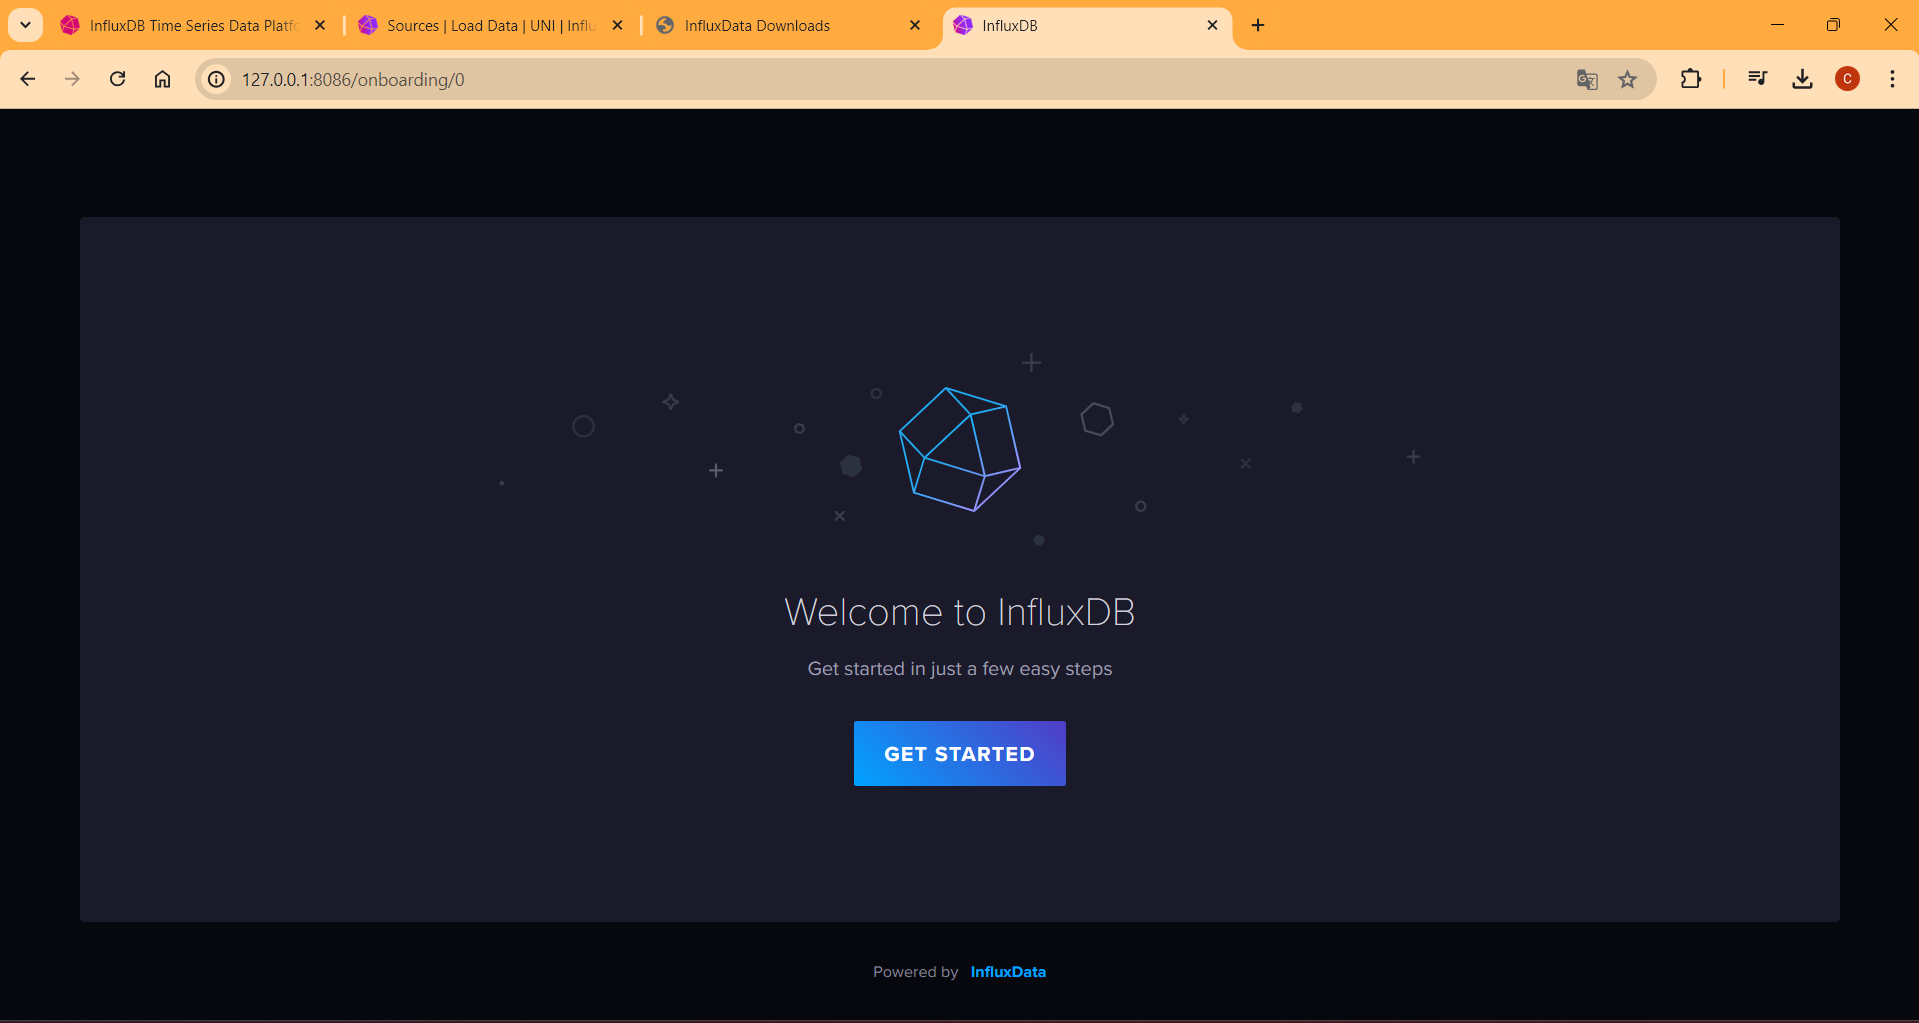 InfluxDB Time Series Data Platfo
Sources | Load Data | UNI | Influ
InfluxData Downloads
InfluxDB
127.0.0.1:8086/onboarding/0
C
Welcome to InfluxDB
Get started in just a few easy steps
GET STARTED
Powered by InfluxData